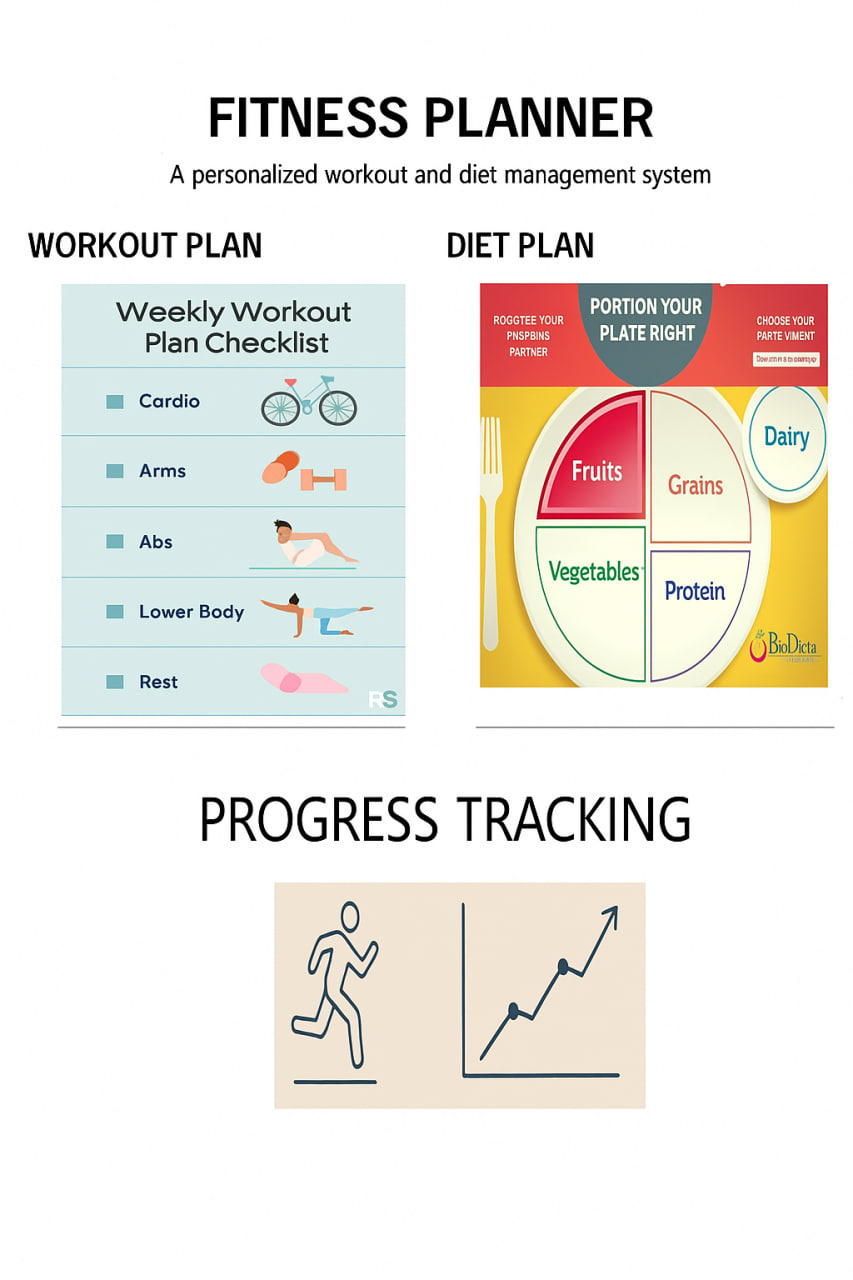 FITNESS PLANNER
A personalized workout and diet management system
WORKOUT PLAN
Weekly Workout
Plan Checklist
Cardio
Arms
Abs
Lower Body
Rest
RS
DIET PLAN
ROGGTEE YOUR
PNSPBINS
PARTNER
PORTION YOUR
PLATE RIGHT
CHOOSE YOUR
PARTE VIMENT
Fruits
Grains
Dairy
Vegetables
Protein
BioDicta
PROGRESS TRACKING